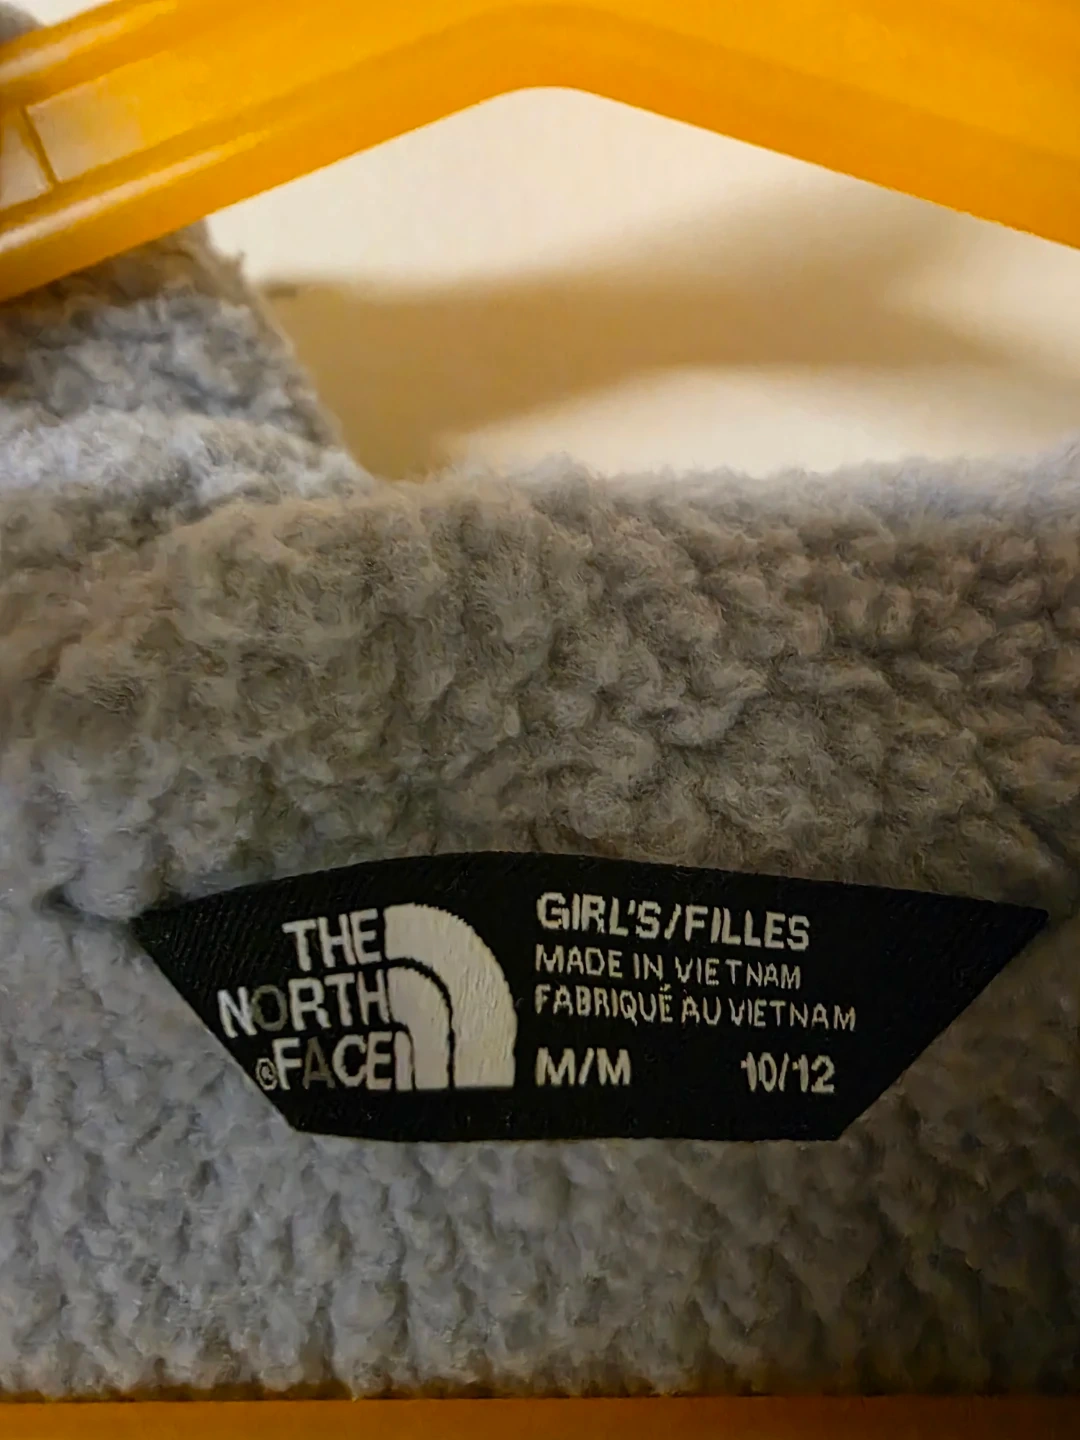 THE
NORTH
®FACE
GIRL'S/FILLES
MADE IN VIETNAM
FABRIQUÉ AU VIETNAM
M/M 10/12